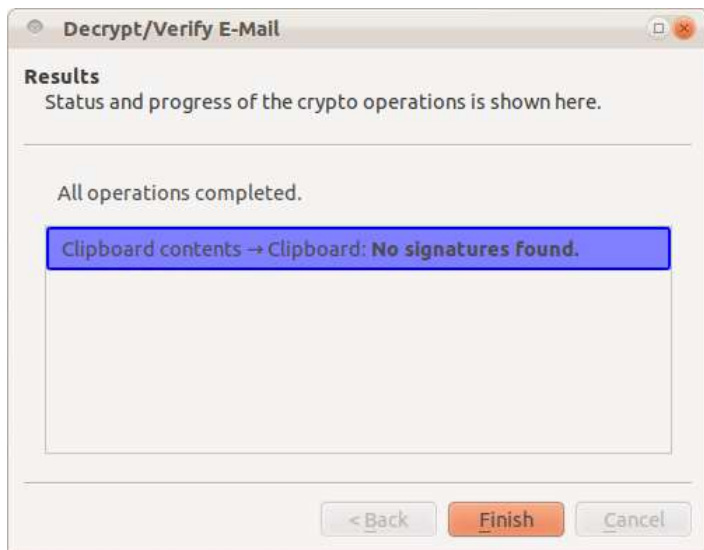 Decrypt/Verify E-Mail
Results
Status and progress of the crypto operations is shown here.
All operations completed.
Clipboard contents → Clipboard: No signatures found.
< Back Finish Cancel